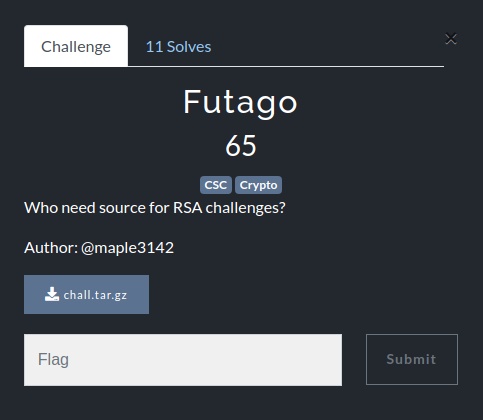 Challenge
11 Solves
×
Futago
65
CSC Crypto
Who need source for RSA challenges?
Author: @maple3142
chall.tar.gz
Flag
Submit